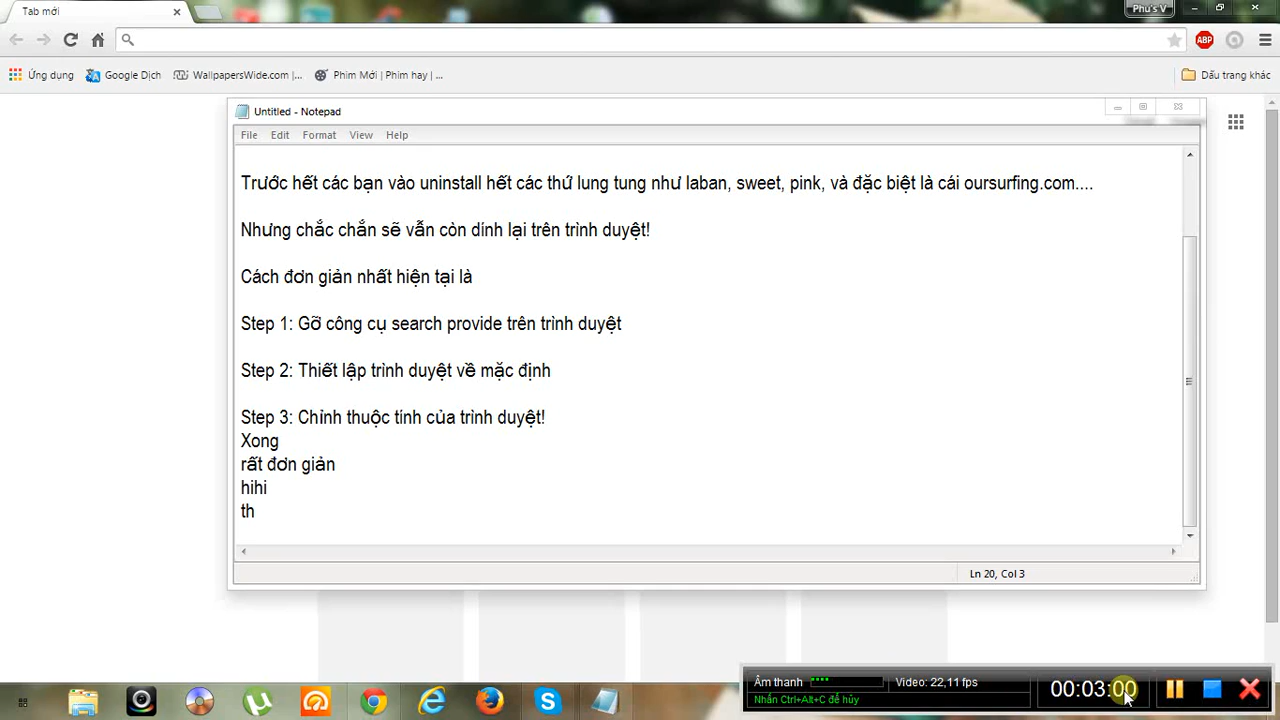 Tab mới
Phu's V
Ứng dụng
Google Dịch
WallpapersWide.com |...
Phim Mới | Phim hay | ...
Dấu trang khác
Untitled - Notepad
File Edit Format View Help
Trước hết các bạn vào uninstall hết các thứ lung tung như laban, sweet, pink, và đặc biệt là cái oursurfing.com....
Nhưng chắc chắn sẽ vẫn còn dính lại trên trình duyệt!
Cách đơn giản nhất hiện tại là
Step 1: Gỡ công cụ search provide trên trình duyệt
Step 2: Thiết lập trình duyệt về mặc định
Step 3: Chỉnh thuộc tính của trình duyệt!
Xong
rất đơn giản
hihi
th
Ln 20, Col 3
Âm thanh
Video: 22,11 fps
Nhấn Ctrl+Alt+C để hủy
00:03:00
ABP